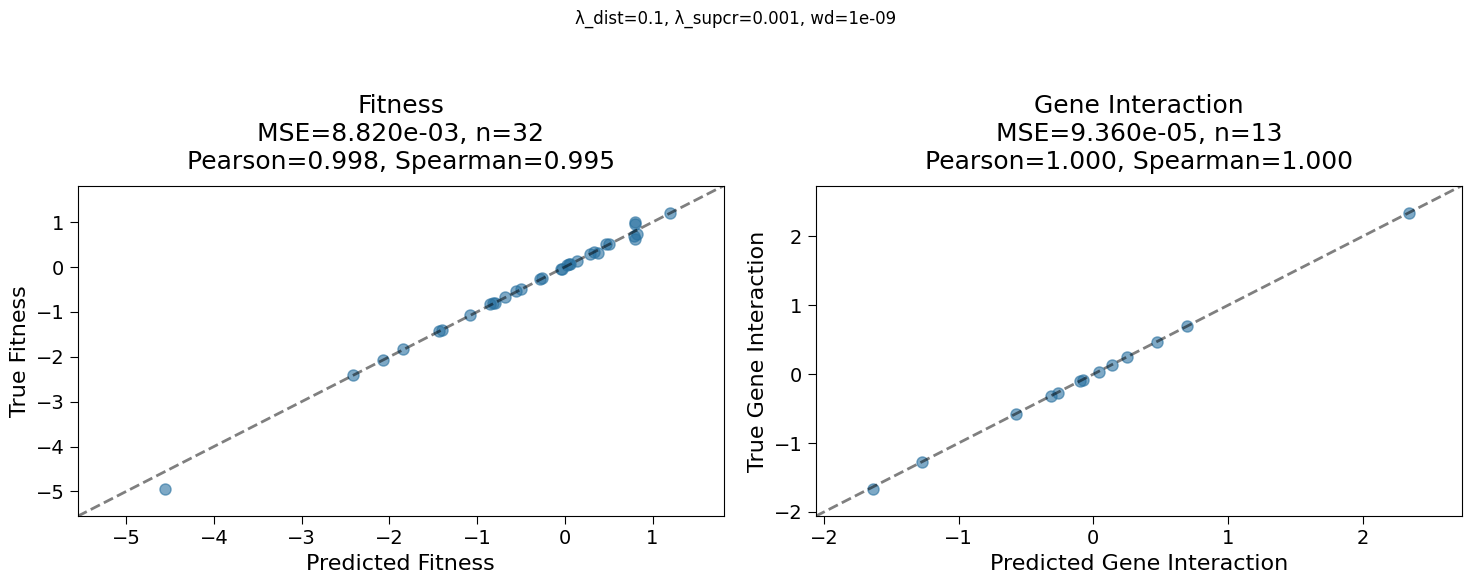 λ_dist=0.1, λ_supcr=0.001, wd=1e-09
Fitness
MSE=8.820e-03, n=32
Pearson=0.998, Spearman=0.995
1
0
−1
−2
−3
−4
−5
True Fitness
−5
−4
−3
−2
−1
0
1
Predicted Fitness
Gene Interaction
MSE=9.360e-05, n=13
Pearson=1.000, Spearman=1.000
2
1
0
−1
−2
True Gene Interaction
−2
−1
0
1
2
Predicted Gene Interaction